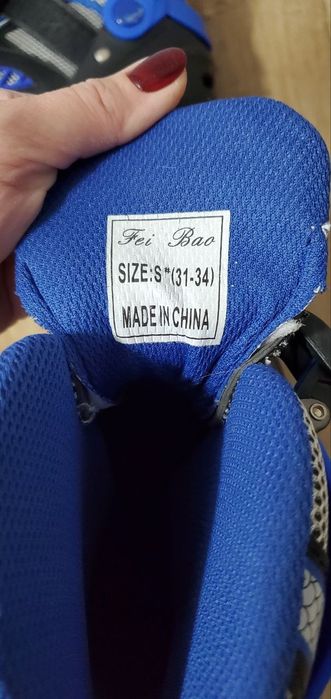 Fei Bao
SIZE:S*(31-34)
MADE IN CHINA